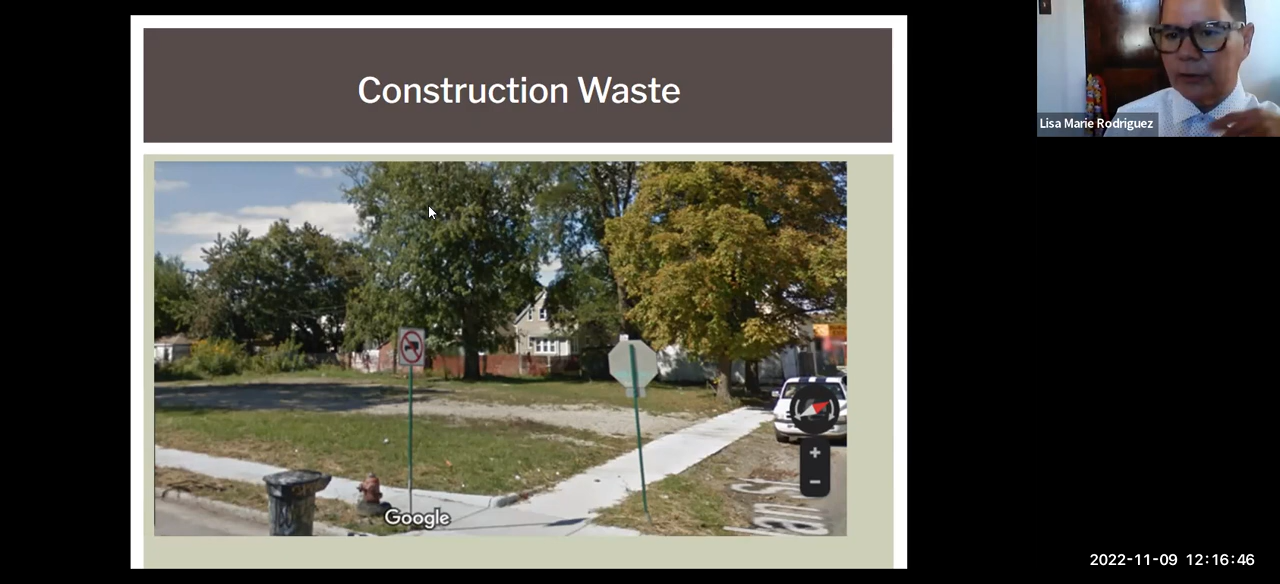 Construction Waste
Lisa Marie Rodriguez
+
−
Google
2022-11-09 12:16:46